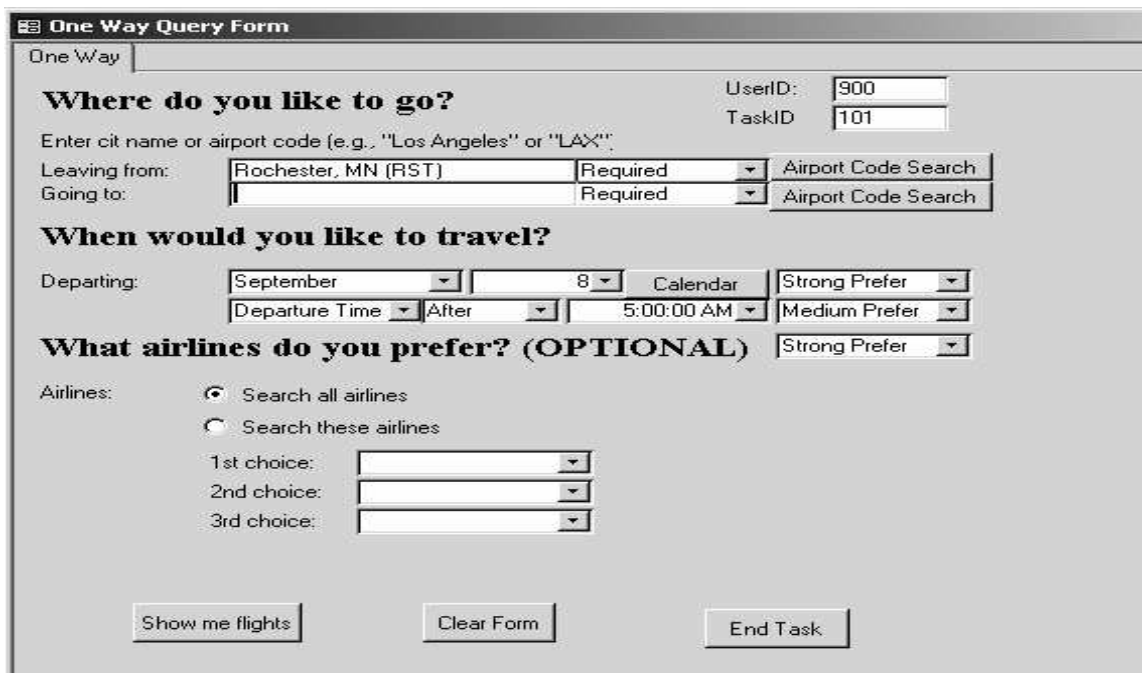 One Way Query Form
One Way
Where do you like to go?
UserID: 900
TaskID 101
Enter cit name or airport code (e.g., "Los Angeles" or "LAX")
Leaving from: Rochester, MN (RST) Required Airport Code Search
Going to: Required Airport Code Search
When would you like to travel?
Departing: September 8 Calendar Strong Prefer
Departure Time After 5:00:00 AM Medium Prefer
What airlines do you prefer? (OPTIONAL) Strong Prefer
Airlines: Search all airlines
Search these airlines
1st choice:
2nd choice:
3rd choice:
Show me flights Clear Form End Task